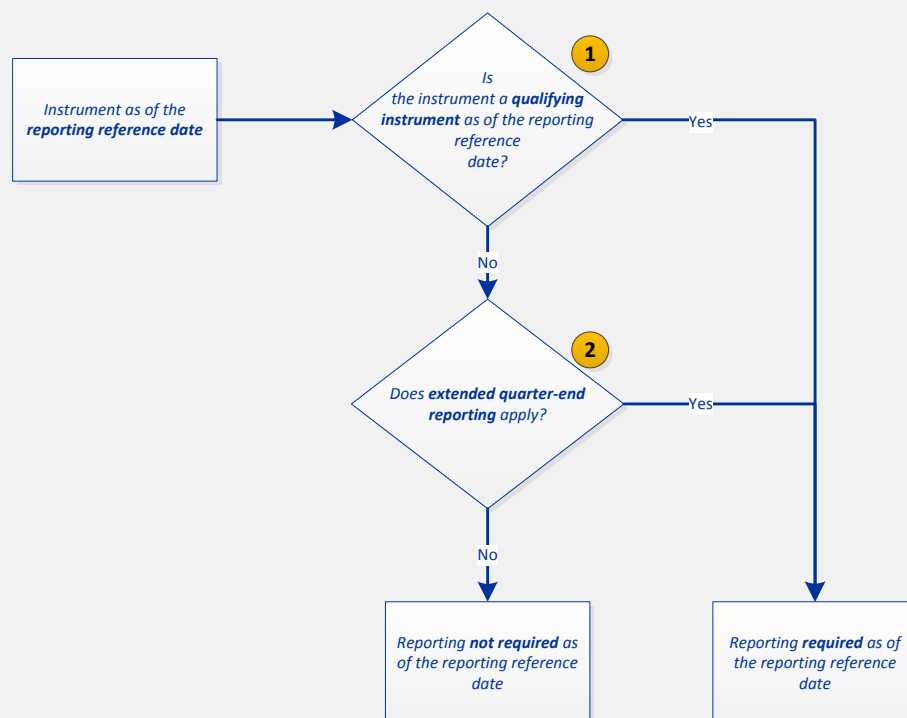 1
Instrument as of the
reporting reference date
Is
the instrument a qualifying
instrument as of the reporting
reference
date?
Yes
No
2
Does extended quarter-end
reporting apply?
Yes
No
Reporting not required as
of the reporting reference
date
Reporting required as of
the reporting reference
date